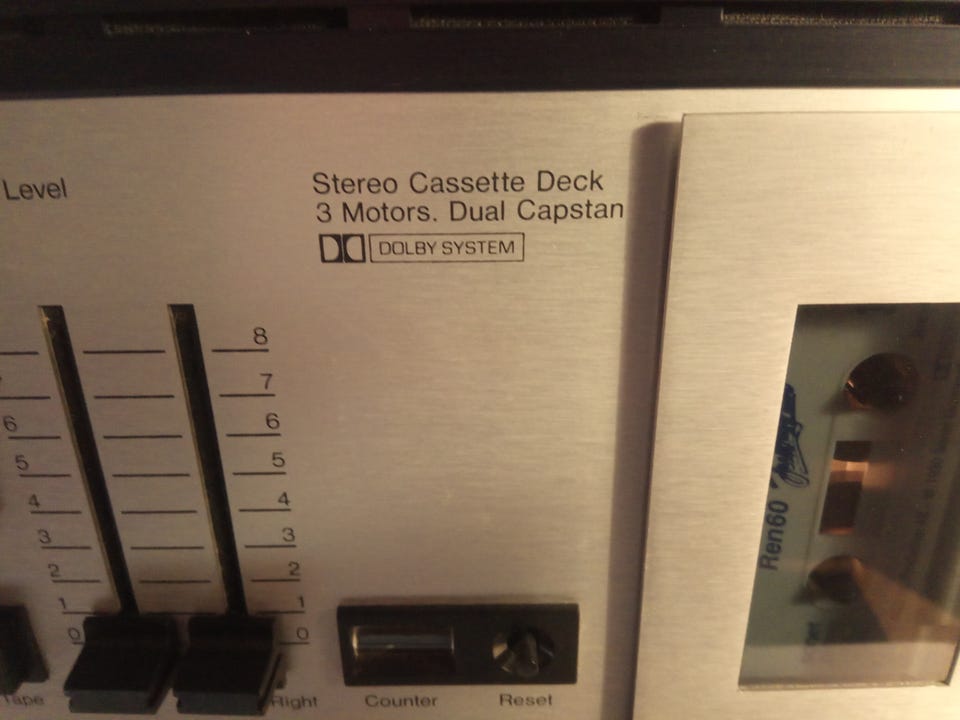 Level
Stereo Cassette Deck
3 Motors. Dual Capstan
DOLBY SYSTEM
8
7
6 6
5 5
4 4
3 3
2 2
1 1
0 0
Tape
Right
Counter
Reset
Ren60